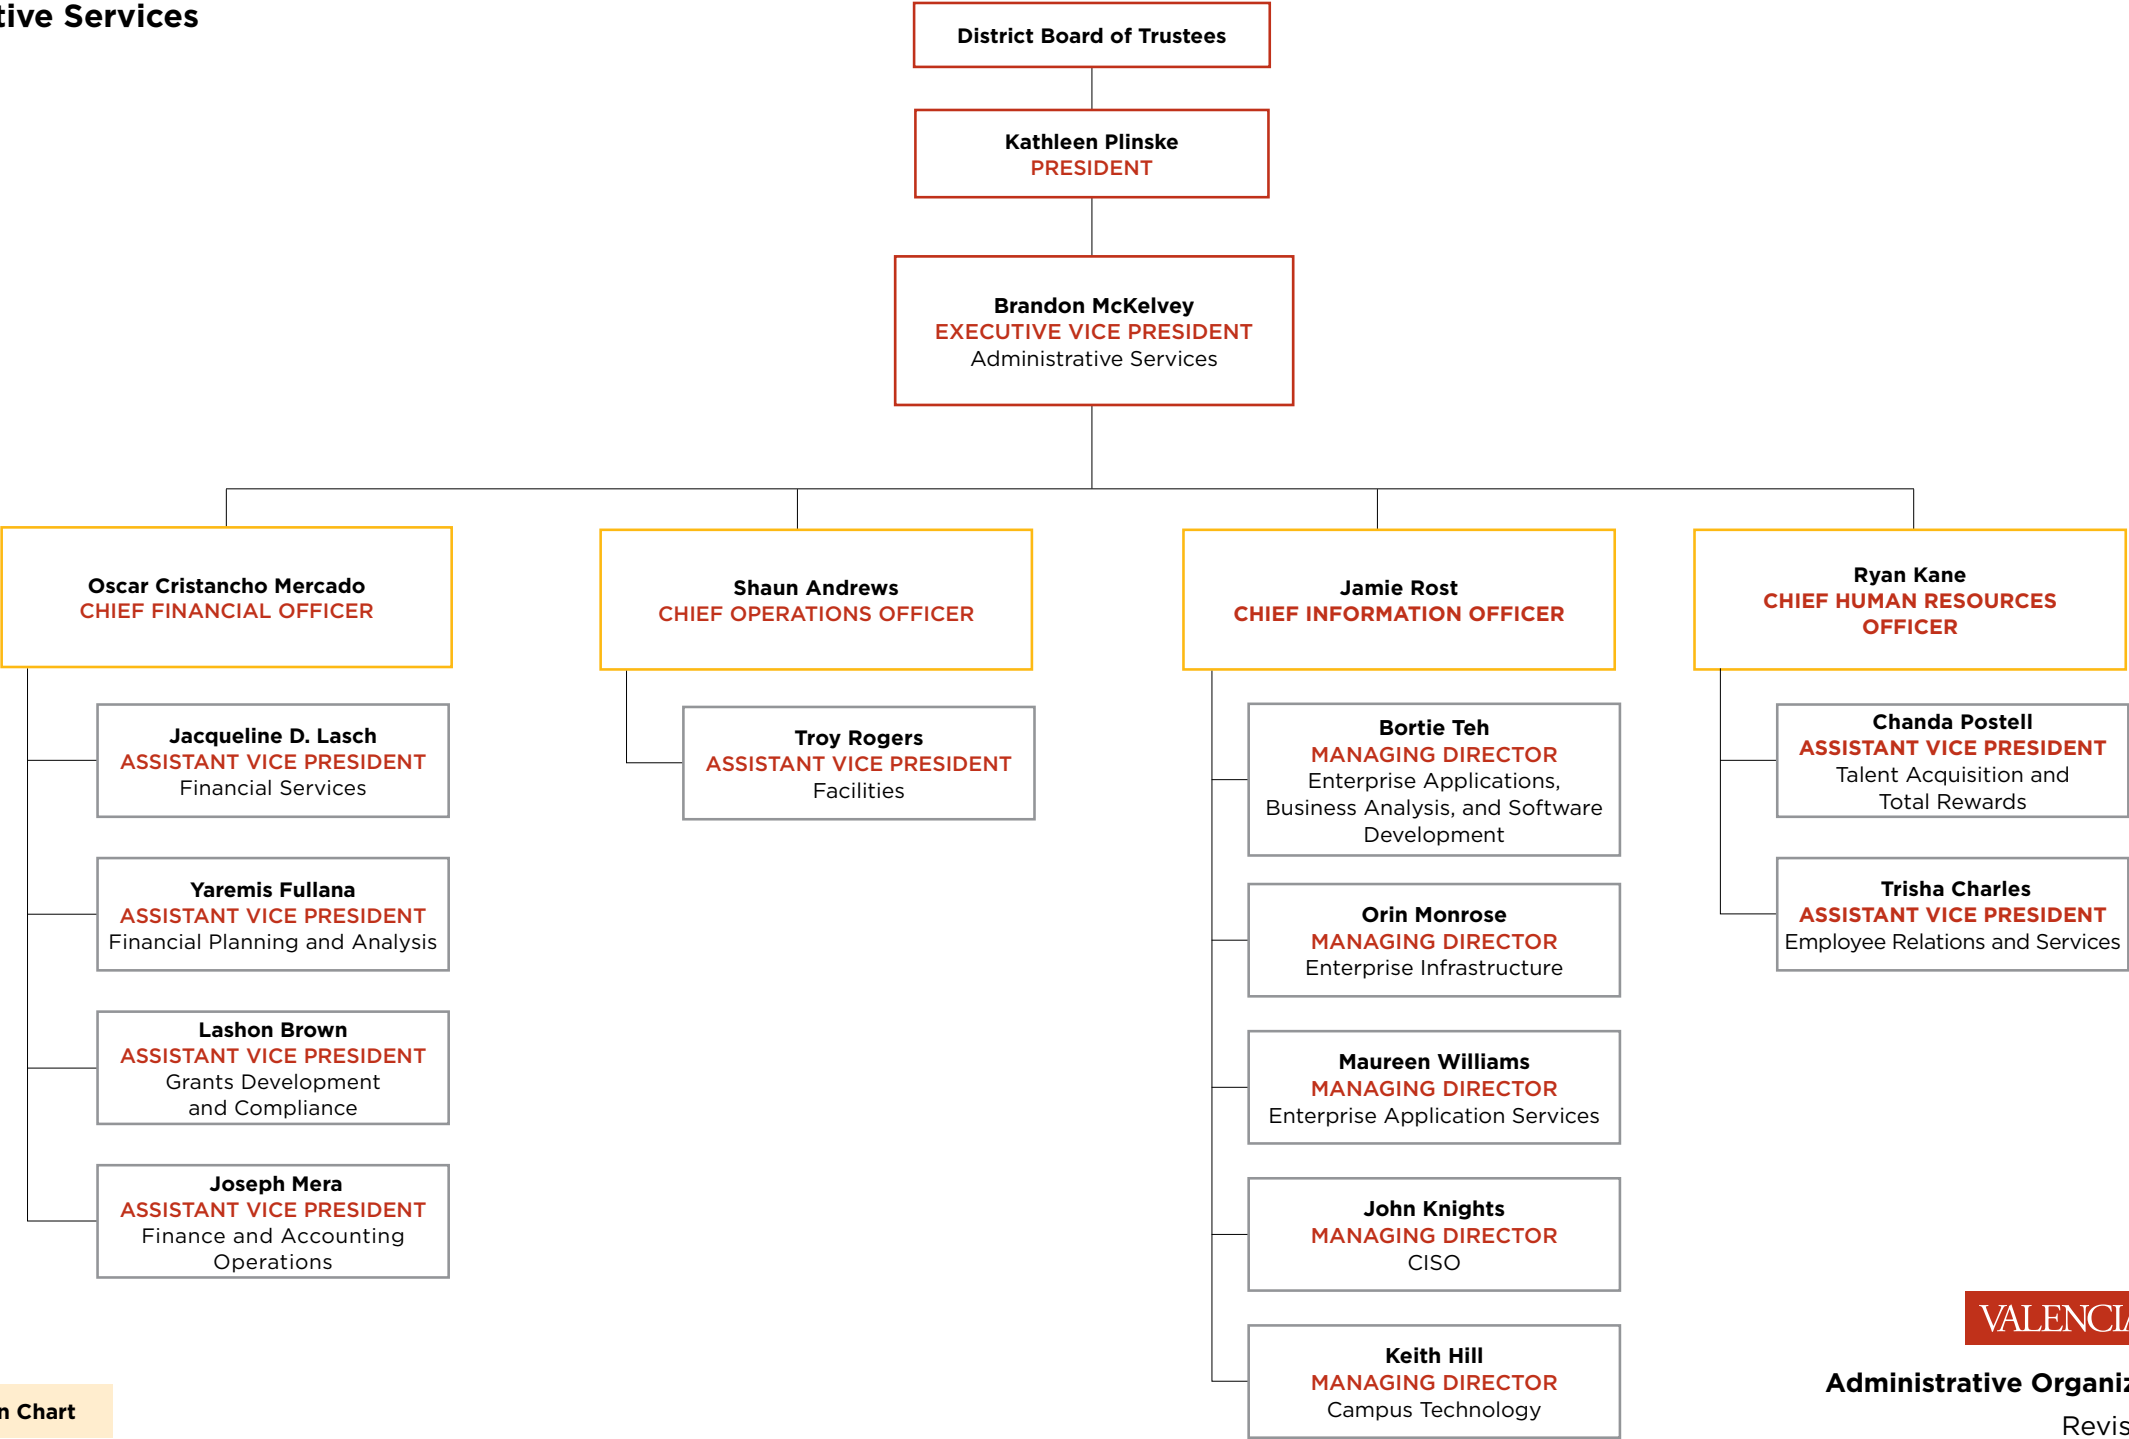 tive Services
District Board of Trustees
Kathleen Plinske
PRESIDENT
Brandon McKelvey
EXECUTIVE VICE PRESIDENT
Administrative Services
Oscar Cristancho Mercado
CHIEF FINANCIAL OFFICER
Jacqueline D. Lasch
ASSISTANT VICE PRESIDENT
Financial Services
Yaremis Fullana
ASSISTANT VICE PRESIDENT
Financial Planning and Analysis
Lashon Brown
ASSISTANT VICE PRESIDENT
Grants Development
and Compliance
Joseph Mera
ASSISTANT VICE PRESIDENT
Finance and Accounting
Operations
Shaun Andrews
CHIEF OPERATIONS OFFICER
Troy Rogers
ASSISTANT VICE PRESIDENT
Facilities
Jamie Rost
CHIEF INFORMATION OFFICER
Bortie Teh
MANAGING DIRECTOR
Enterprise Applications,
Business Analysis, and Software
Development
Orin Monrose
MANAGING DIRECTOR
Enterprise Infrastructure
Maureen Williams
MANAGING DIRECTOR
Enterprise Application Services
John Knights
MANAGING DIRECTOR
CISO
Keith Hill
MANAGING DIRECTOR
Campus Technology
Ryan Kane
CHIEF HUMAN RESOURCES
OFFICER
Chanda Postell
ASSISTANT VICE PRESIDENT
Talent Acquisition and
Total Rewards
Trisha Charles
ASSISTANT VICE PRESIDENT
Employee Relations and Services
n Chart
VALENCIA
Administrative Organiz
Revis